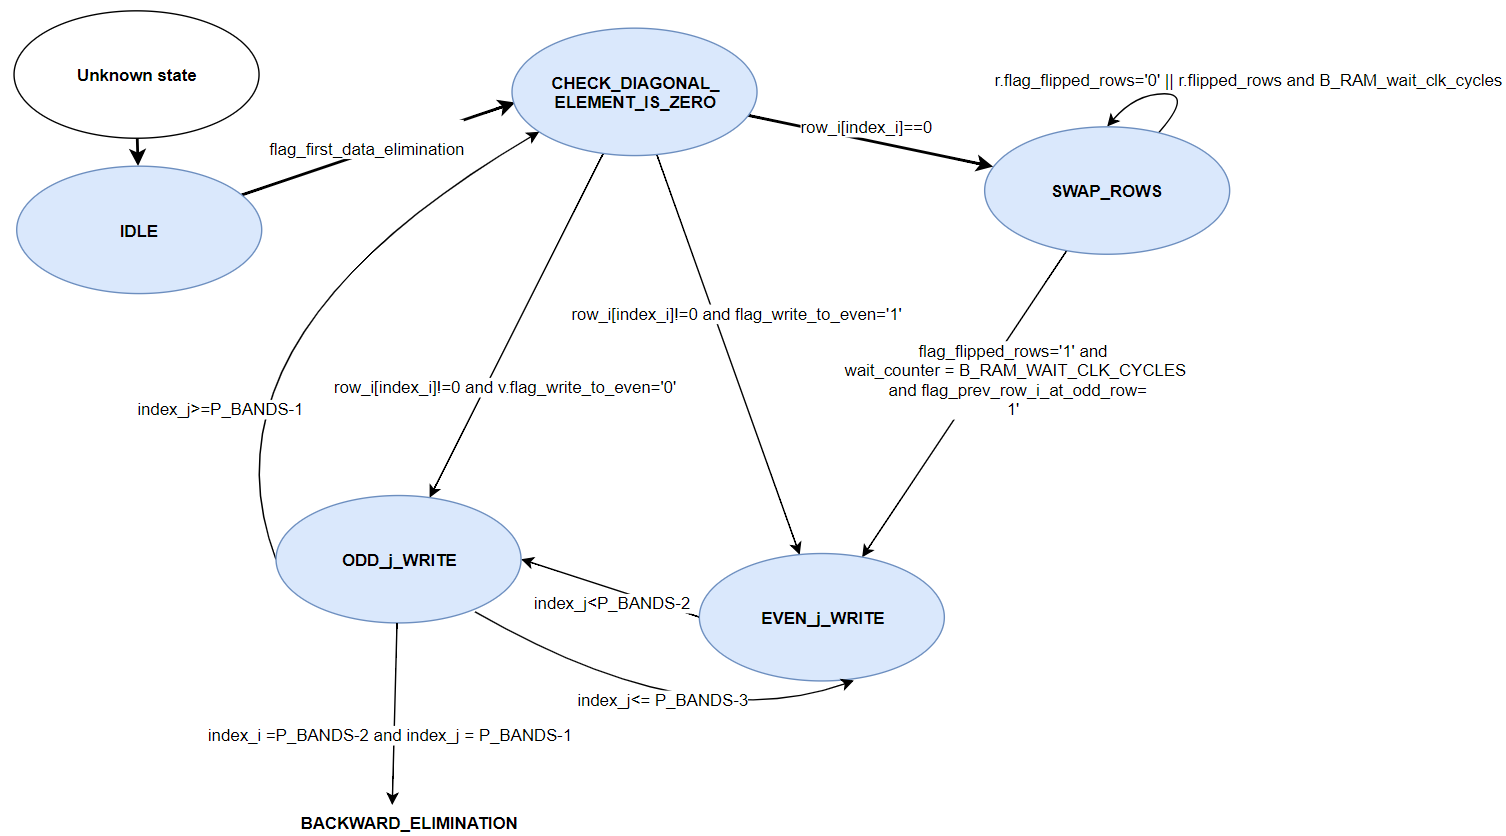 Unknown state
CHECK_DIAGONAL_
ELEMENT_IS_ZERO
r.flag_flipped_rows='0' || r.flipped_rows and B_RAM_wait_clk_cycles
row_i[index_i]==0
flag_first_data_elimination
SWAP_ROWS
IDLE
row_i[index_i]!=0 and flag_write_to_even='1'
flag_flipped_rows='1' and
wait_counter = B_RAM_WAIT_CLK_CYCLES
and flag_prev_row_i_at_odd_row=
1'
row_i[index_i]!=0 and v.flag_write_to_even='0'
index_j>=P_BANDS-1
ODD_j_WRITE
index_j<P_BANDS-2
EVEN_j_WRITE
index_j<= P_BANDS-3
index_i =P_BANDS-2 and index_j = P_BANDS-1
BACKWARD_ELIMINATION